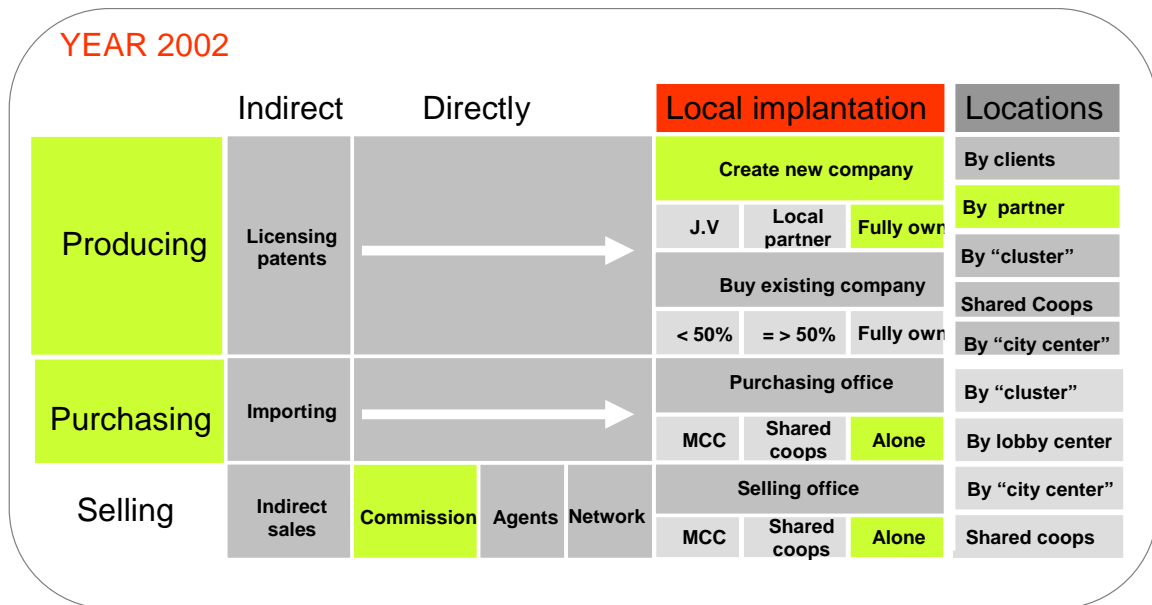 YEAR 2002
Indirect Directly Local implantation Locations
Producing
Licensing
patents
Create new company
J.V
Local
partner
Fully own
Buy existing company
< 50% = > 50% Fully own
By clients
By partner
By “cluster”
Shared Coops
By “city center”
Purchasing
Importing
Purchasing office
MCC
Shared
coops
Alone
By “cluster”
By lobby center
Selling
Indirect
sales
Commission Agents Network
Selling office
MCC
Shared
coops
Alone
By “city center”
Shared coops